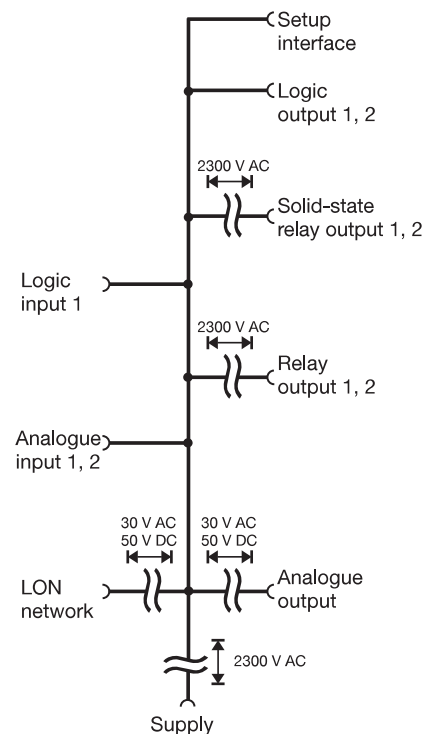 Setup
interface
Logic
output 1, 2
2300 V AC
Solid-state
relay output 1, 2
Logic
input 1
2300 V AC
Relay
output 1, 2
Analogue
input 1, 2
30 V AC
50 V DC
30 V AC
50 V DC
LON
network
Analogue
output
2300 V AC
Supply